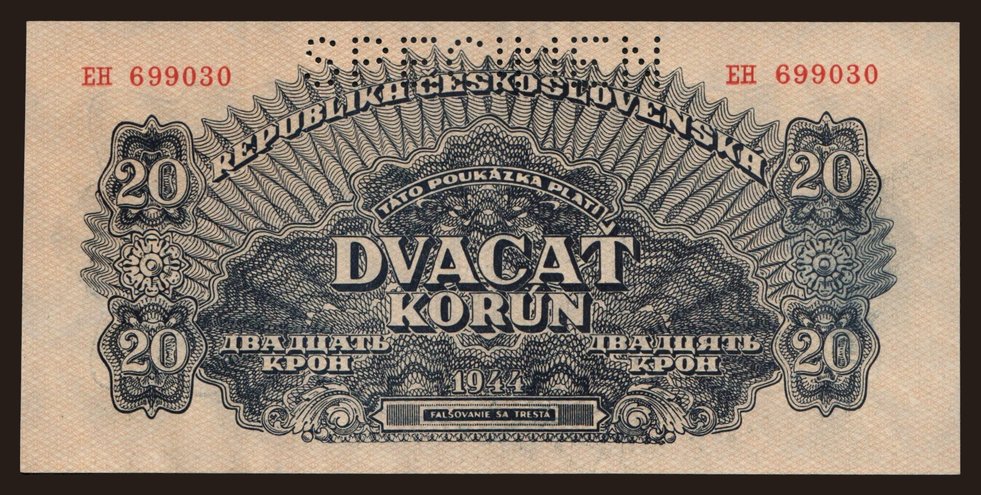 SPECIMEN
EH 699030
EH 699030
REPUBLIKA ČESKOSLOVENSKÁ
20
20
TÁTO POUKÁŽKA PLATÍ
DVACAŤ
KORÚN
20
20
ДВАДЦАТЬ
КРОН
ДВАДЦЯТЬ
КРОН
1944
FALŠOVANIE SA TRESTÁ